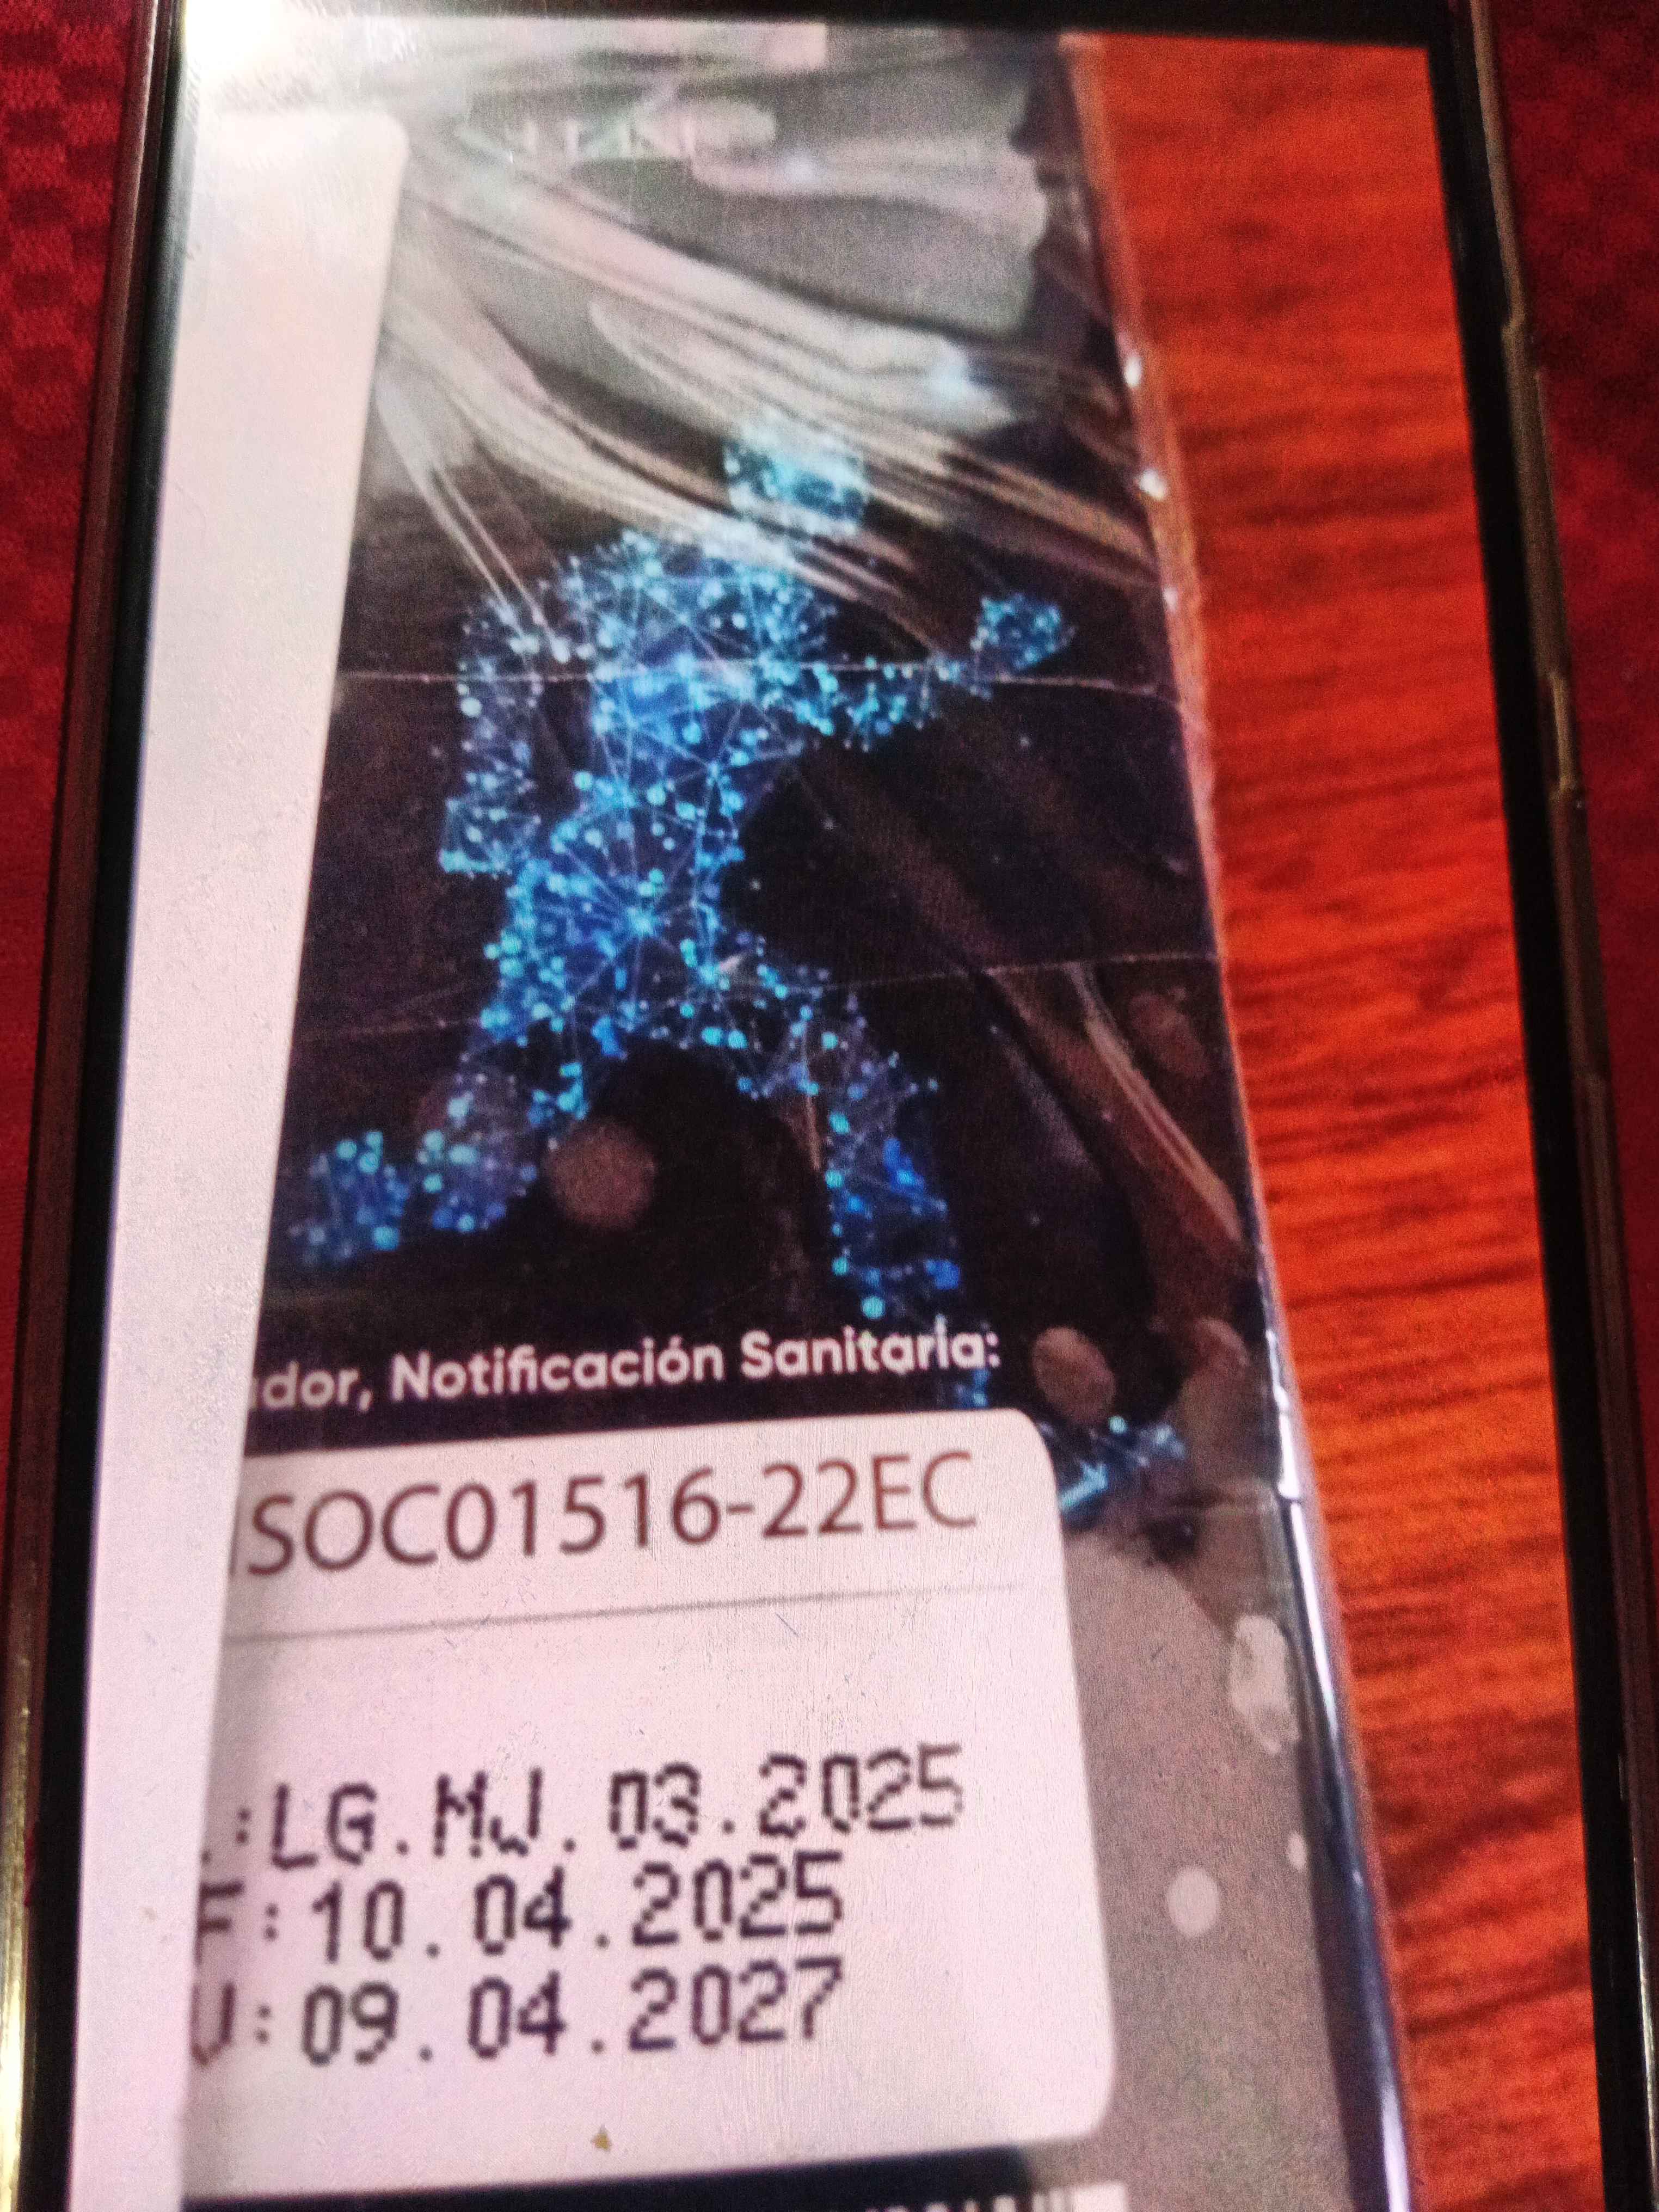 ador, Notificación Sanitaria:
SOC01516-22EC
.:LG.MJ.03.2025
F:10.04.2025
V:09.04.2027